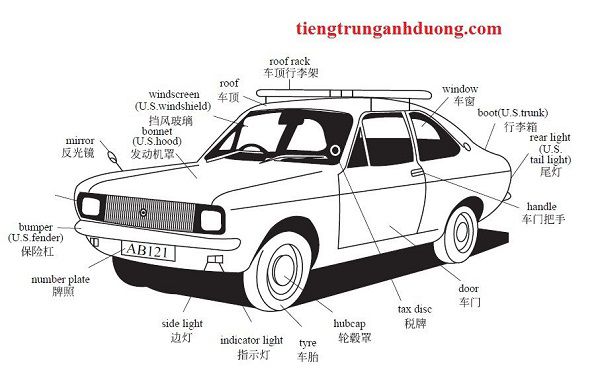 tiengtrunganhduong.com
roof rack
车顶行李架
roof
车顶
windscreen
(U.S.windshield)
挡风玻璃
window
车窗
boot(U.S.trunk)
行李箱
bonnet
(U.S.hood)
发动机罩
mirror
反光镜
rear light
(U.S.
tail light)
尾灯
handle
车门把手
bumper
(U.S.fender)
保险杠
AB121
number plate
牌照
door
车门
tax disc
税牌
side light
边灯
indicator light
指示灯
tyre
车胎
hubcap
轮毂罩